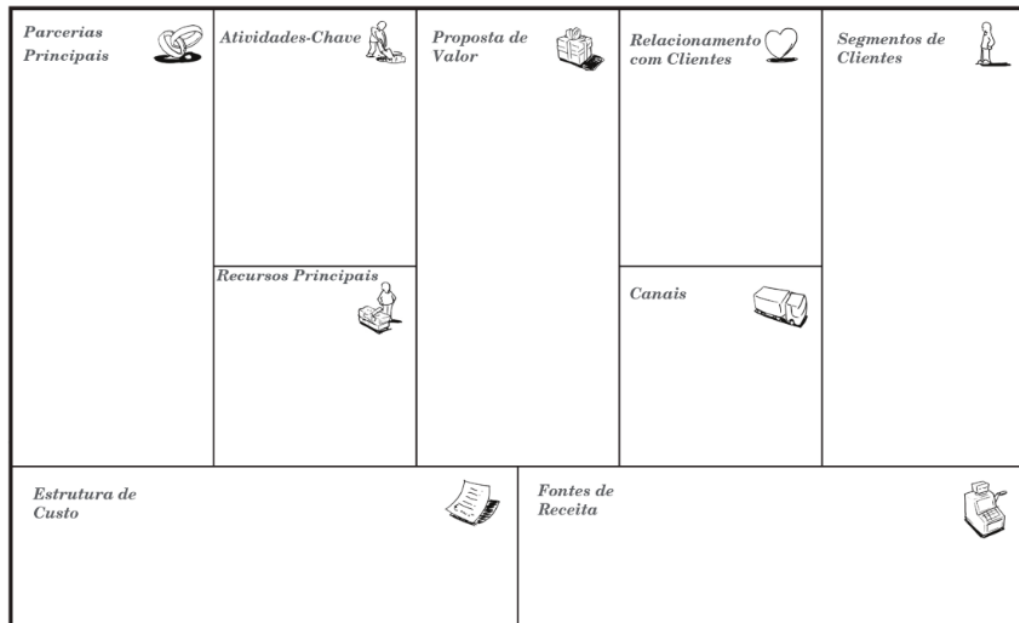 Parcerias
Principais
Atividades-Chave
Proposta de
Valor
Relacionamento
com Clientes
Segmentos de
Clientes
Recursos Principais
Canais
Estrutura de
Custo
Fontes de
Receita